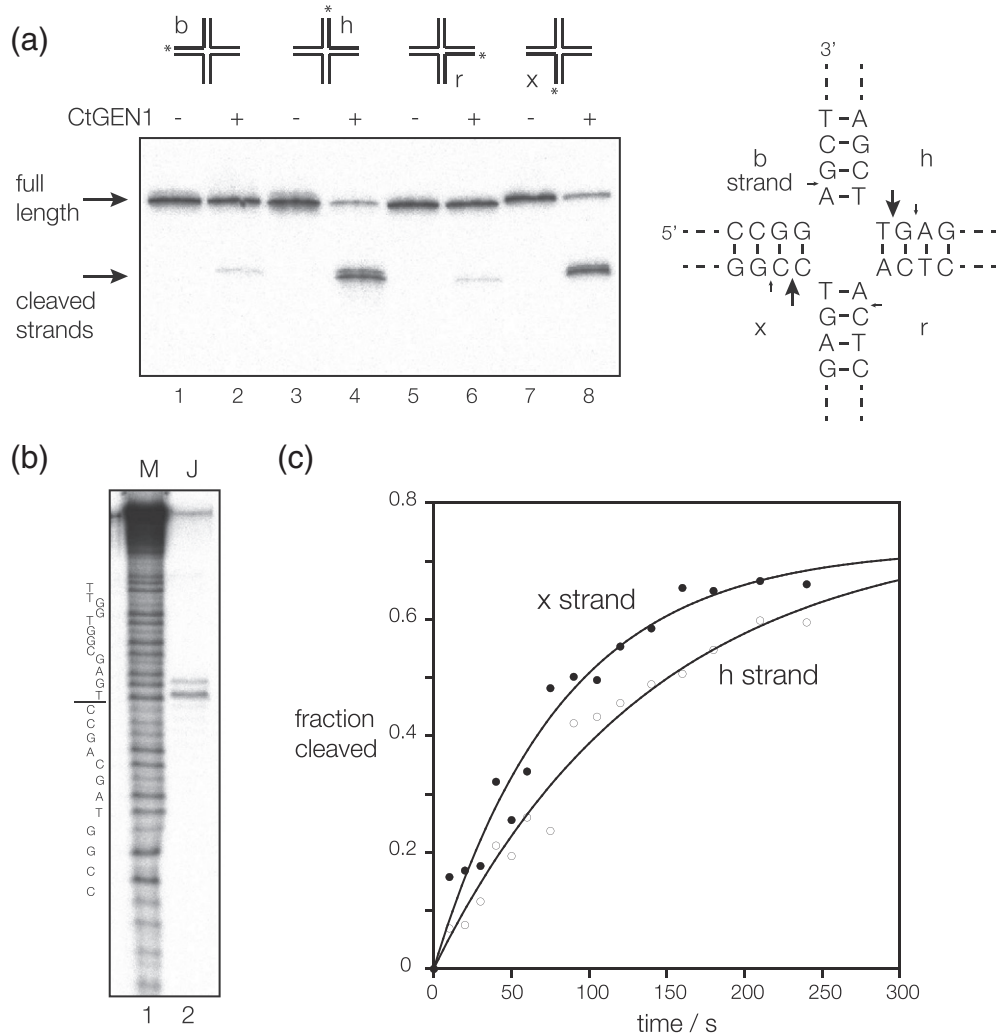 (a)
b
*
*
h
*
r
x
*
CtGEN1 - + - + - + - +
full
length
cleaved
strands
1 2 3 4 5 6 7 8
3’
T A
C G
G C
A T
b
strand
h
5’ C C G G
G G C C
T G A G
A C T C
T A
G C
A T
G C
x
r
(b)
M J
T
T
G
G
T
G
G
C
G
A
G
T
C
C
G
A
C
G
A
T
G
G
C
C
1 2
(c)
0.8
0.6
0.4
0.2
0
fraction
cleaved
x strand
h strand
0 50 100 150 200 250 300
time / s